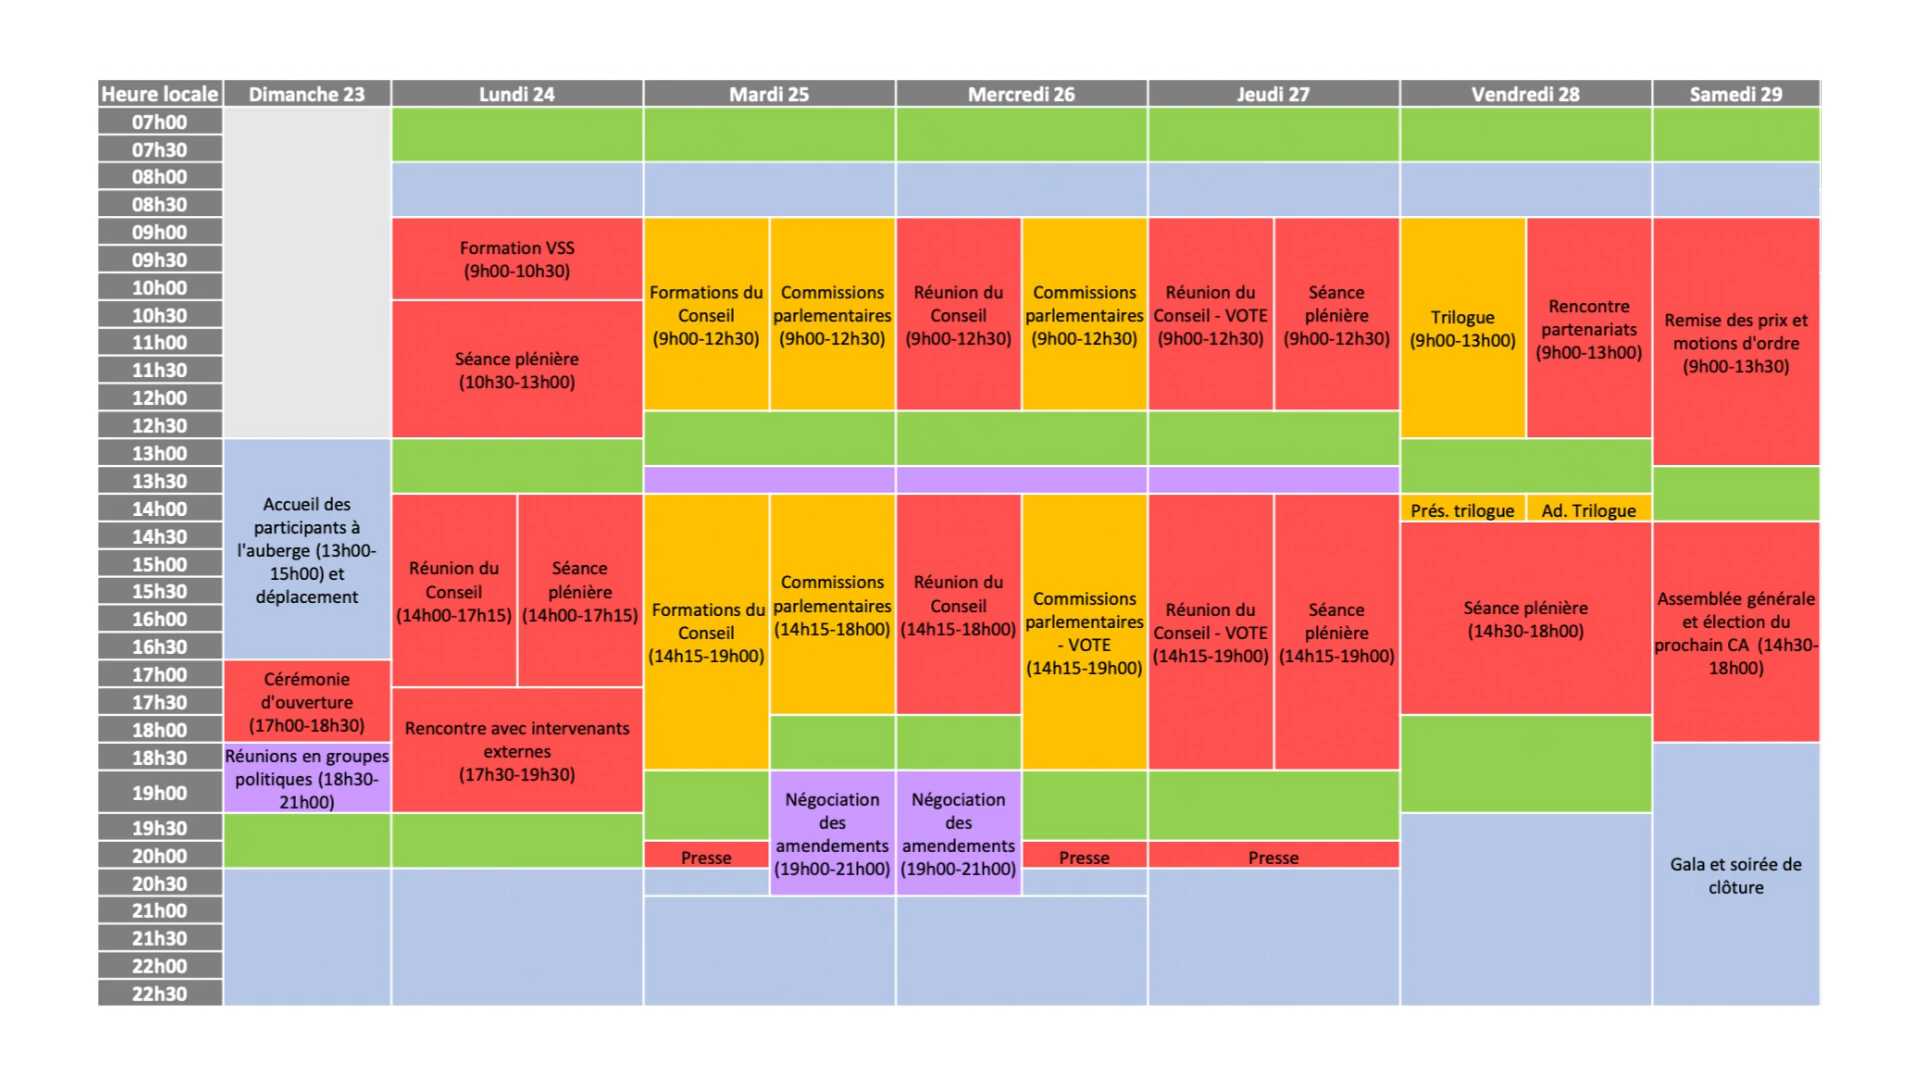 Heure locale
Dimanche 23
Lundi 24
Mardi 25
Mercredi 26
Jeudi 27
Vendredi 28
Samedi 29
07h00
07h30
08h00
08h30
09h00
09h30
10h00
10h30
11h00
11h30
12h00
12h30
13h00
13h30
14h00
14h30
15h00
15h30
16h00
16h30
17h00
17h30
18h00
18h30
19h00
19h30
20h00
20h30
21h00
21h30
22h00
22h30
Accueil des
participants à
l'auberge (13h00-
15h00) et
déplacement
Cérémonie
d'ouverture
(17h00-18h30)
Réunions en groupes
politiques (18h30-
21h00)
Formation VSS
(9h00-10h30)
Séance plénière
(10h30-13h00)
Réunion du
Conseil
(14h00-17h15)
Séance
plénière
(14h00-17h15)
Rencontre avec intervenants
externes
(17h30-19h30)
Formations du
Conseil
(9h00-12h30)
Commissions
parlementaires
(9h00-12h30)
Formations du
Conseil
(14h15-19h00)
Commissions
parlementaires
(14h15-18h00)
Presse
Négociation
des
amendements
(19h00-21h00)
Réunion du
Conseil
(9h00-12h30)
Commissions
parlementaires
(9h00-12h30)
Réunion du
Conseil
(14h15-18h00)
Commissions
parlementaires
- VOTE
(14h15-19h00)
Négociation
des
amendements
(19h00-21h00)
Presse
Réunion du
Conseil - VOTE
(9h00-12h30)
Séance
plénière
(9h00-12h30)
Réunion du
Conseil - VOTE
(14h15-19h00)
Séance
plénière
(14h15-19h00)
Presse
Trilogue
(9h00-13h00)
Rencontre
partenariats
(9h00-13h00)
Prés. trilogue
Ad. Trilogue
Séance plénière
(14h30-18h00)
Remise des prix et
motions d'ordre
(9h00-13h30)
Assemblée générale
et élection du
prochain CA (14h30-
18h00)
Gala et soirée de
clôture